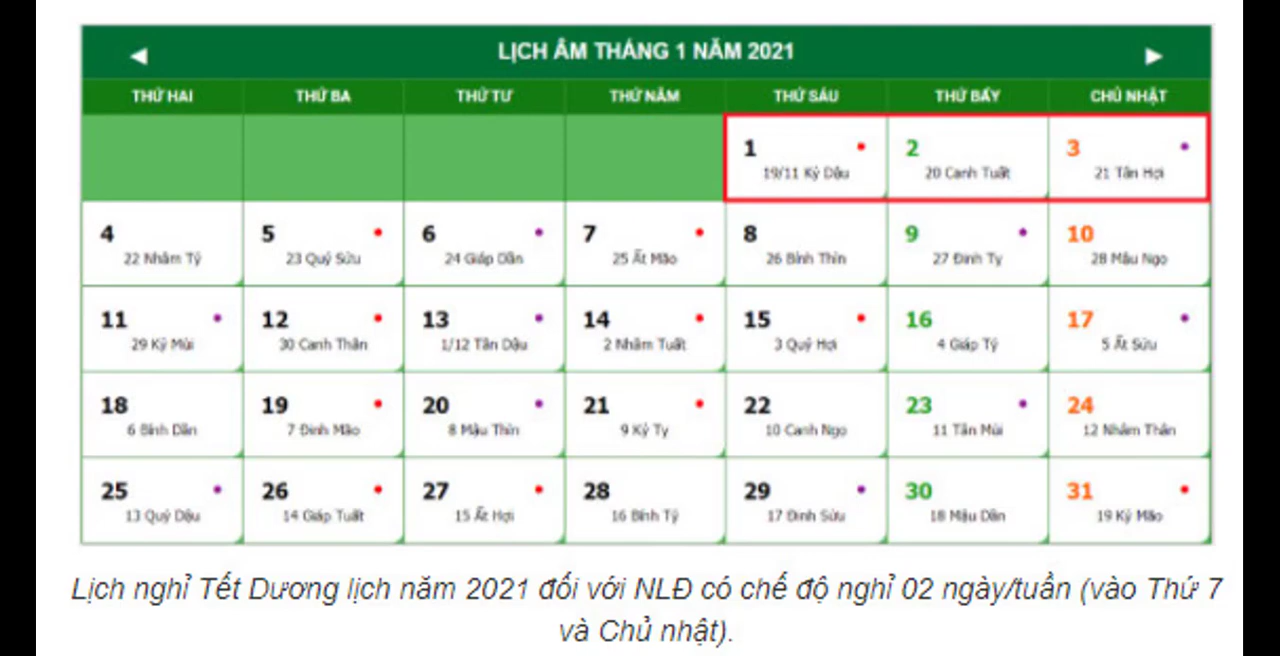 LỊCH ÂM THÁNG 1 NĂM 2021
THỨ HAI THỨ BA THỨ TƯ THỨ NĂM THỨ SÁU THỨ BẢY CHỦ NHẬT
1 2 3
19/11 Kỷ Dậu 20 Canh Tuất 21 Tân Hợi
4 5 6 7 8 9 10
22 Nhâm Tý 23 Quý Sửu 24 Giáp Dần 25 Ất Mão 26 Bính Thìn 27 Đinh Tỵ 28 Mậu Ngọ
11 12 13 14 15 16 17
29 Kỷ Mùi 30 Canh Thân 1/12 Tân Dậu 2 Nhâm Tuất 3 Quý Hợi 4 Giáp Tý 5 Ất Sửu
18 19 20 21 22 23 24
6 Bính Dần 7 Đinh Mão 8 Mậu Thìn 9 Kỷ Tỵ 10 Canh Ngọ 11 Tân Mùi 12 Nhâm Thân
25 26 27 28 29 30 31
13 Quý Dậu 14 Giáp Tuất 15 Ất Hợi 16 Bính Tý 17 Đinh Sửu 18 Mậu Dần 19 Kỷ Mão
Lịch nghỉ Tết Dương lịch năm 2021 đối với NLĐ có chế độ nghỉ 02 ngày/tuần (vào Thứ 7
và Chủ nhật).